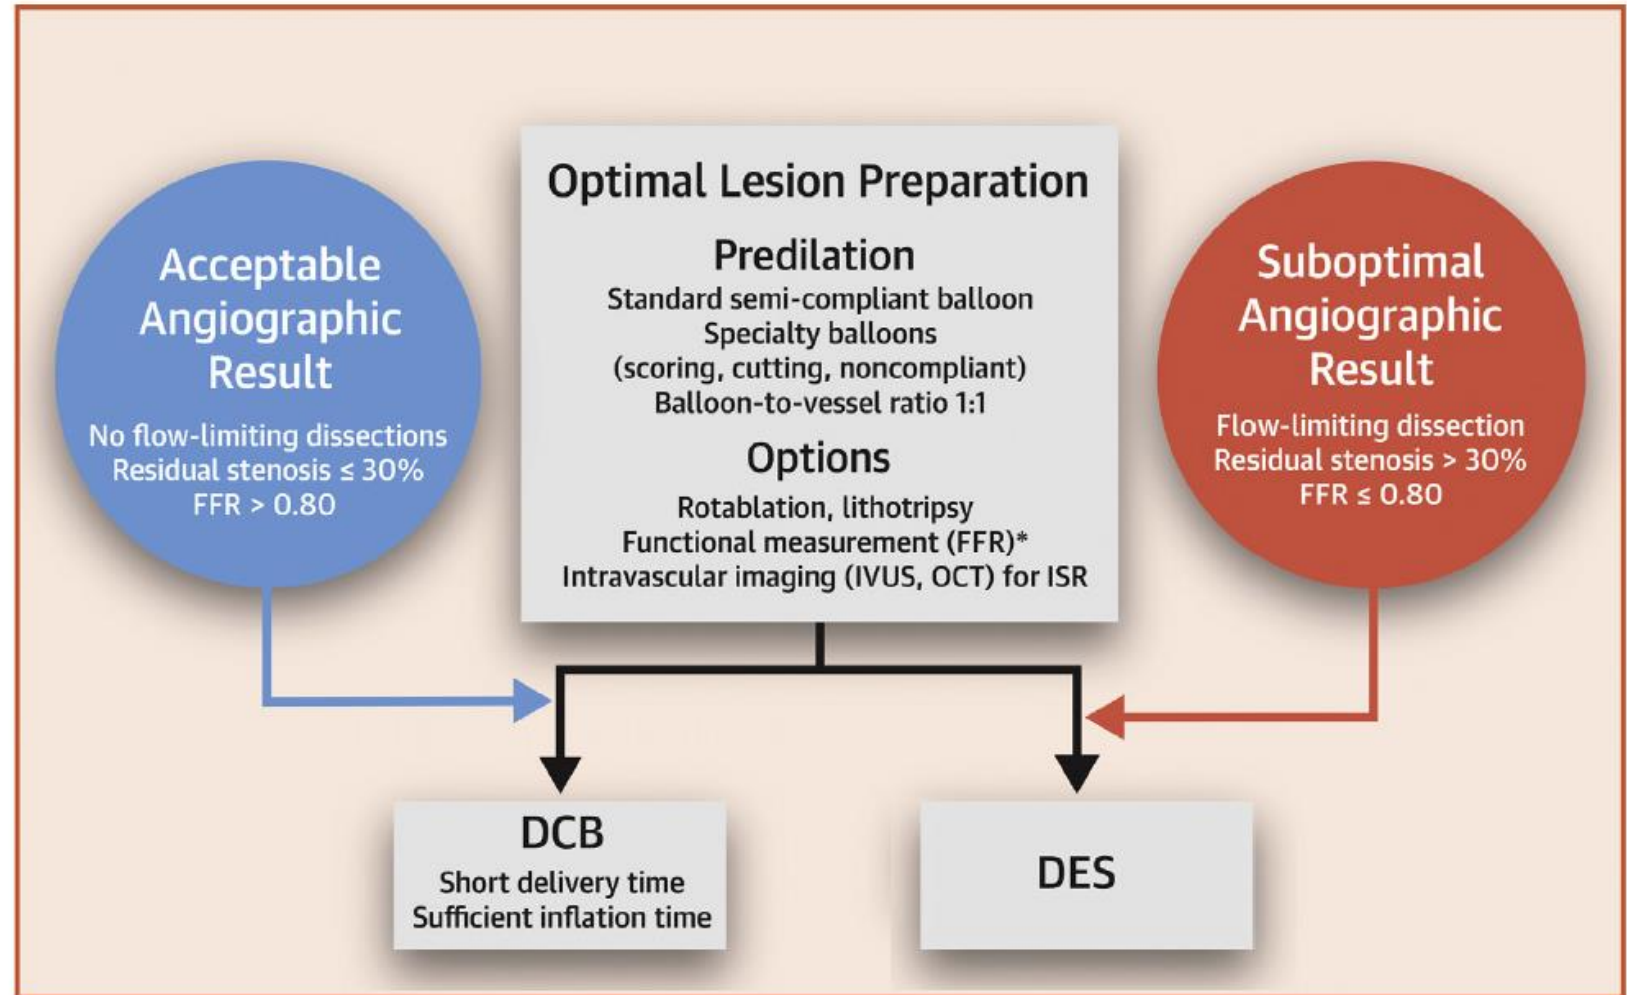 Acceptable
Angiographic
Result
No flow-limiting dissections
Residual stenosis ≤ 30%
FFR > 0.80
Optimal Lesion Preparation
Predilation
Standard semi-compliant balloon
Specialty balloons
(scoring, cutting, noncompliant)
Balloon-to-vessel ratio 1:1
Options
Rotablation, lithotripsy
Functional measurement (FFR)*
Intravascular imaging (IVUS, OCT) for ISR
Suboptimal
Angiographic
Result
Flow-limiting dissection
Residual stenosis > 30%
FFR ≤ 0.80
DCB
Short delivery time
Sufficient inflation time
DES